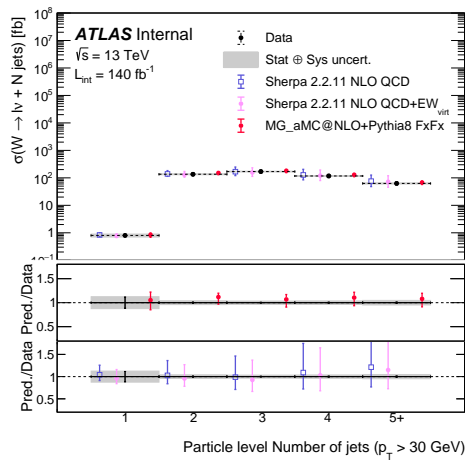 σ(W → lν + N jets) [fb]
10⁸
10⁷
10⁶
10⁵
10⁴
10³
10²
10
1
10⁻¹
ATLAS Internal
√s = 13 TeV
L_int = 140 fb⁻¹
Data
Stat ⊕ Sys uncert.
Sherpa 2.2.11 NLO QCD
Sherpa 2.2.11 NLO QCD+EW_virt
MG_aMC@NLO+Pythia8 FxFx
Pred./Data
1.5
1
0.5
Pred./Data
1.5
1
0.5
1 2 3 4 5+
Particle level Number of jets (p_T > 30 GeV)